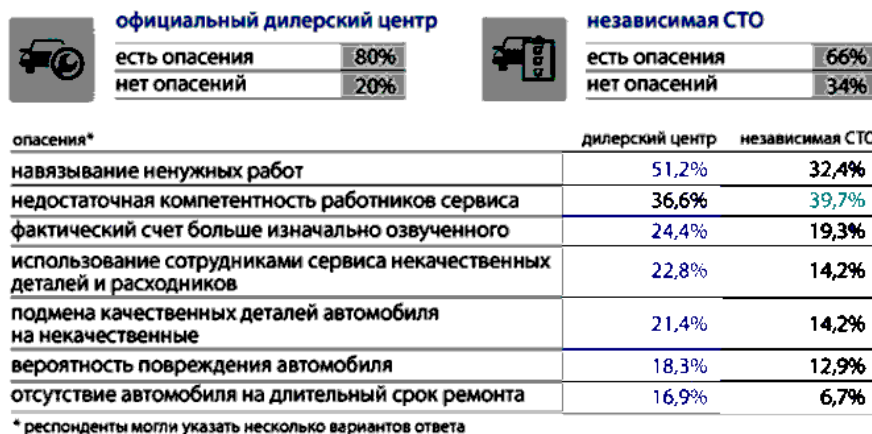 официальный дилерский центр
есть опасения 80%
нет опасений 20%
независимая СТО
есть опасения 66%
нет опасений 34%
опасения* дилерский центр независимая СТО
навязывание ненужных работ 51,2% 32,4%
недостаточная компетентность работников сервиса 36,6% 39,7%
фактический счет больше изначально озвученного 24,4% 19,3%
использование сотрудниками сервиса некачественных
деталей и расходников 22,8% 14,2%
подмена качественных деталей автомобиля
на некачественные 21,4% 14,2%
вероятность повреждения автомобиля 18,3% 12,9%
отсутствие автомобиля на длительный срок ремонта 16,9% 6,7%
* респонденты могли указать несколько вариантов ответа